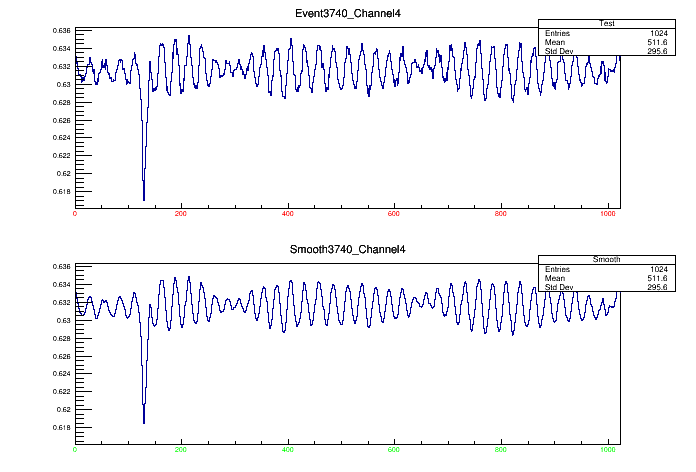 Event3740_Channel4
Test
Entries 1024
Mean 511.6
Std Dev 295.6
0.636
0.634
0.632
0.63
0.628
0.626
0.624
0.622
0.62
0.618
0 200 400 600 800 1000
Smooth3740_Channel4
Smooth
Entries 1024
Mean 511.6
Std Dev 295.6
0.636
0.634
0.632
0.63
0.628
0.626
0.624
0.622
0.62
0.618
0 200 400 600 800 1000